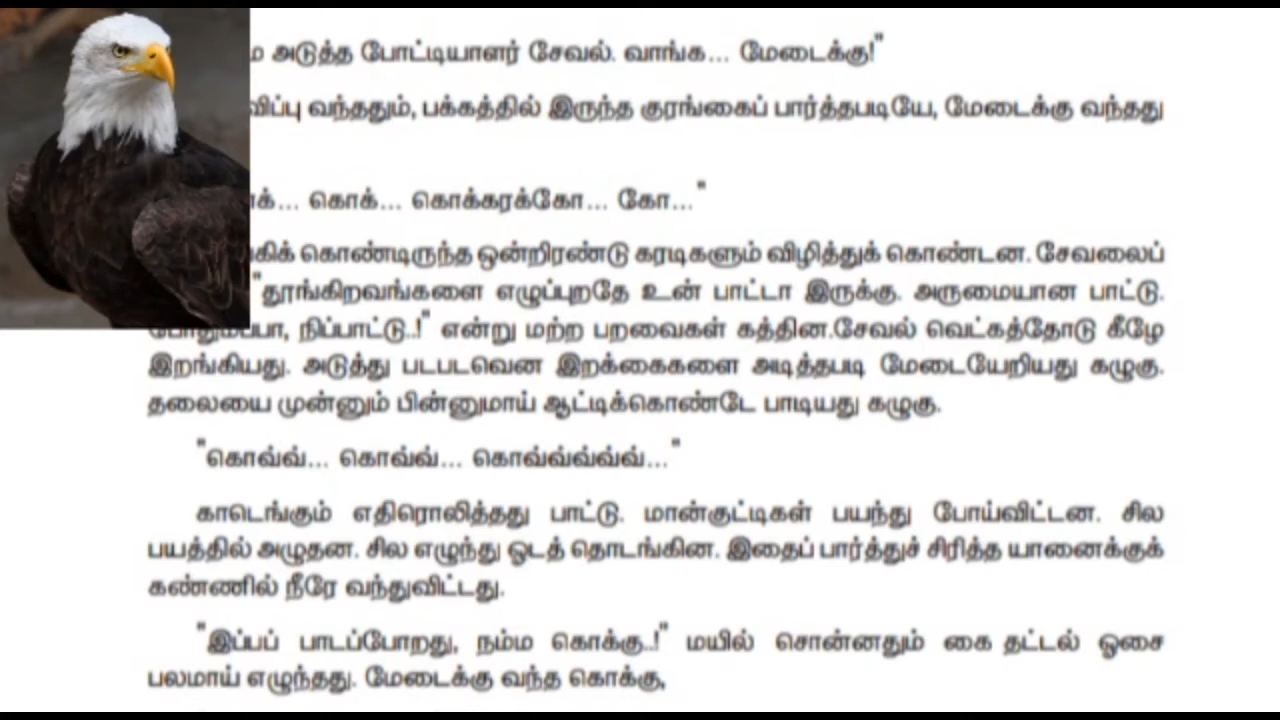 அடுத்த போட்டியாளர் சேவல். வாங்க... மேடைக்கு!"
வந்ததும், பக்கத்தில் இருந்த குரங்கைப் பார்த்தபடியே, மேடைக்கு வந்தது
கொக்... கொக்கரக்கோ... கோ..."
கொண்டிருந்த ஒன்றிரண்டு கரடிகளும் விழித்துக் கொண்டன. சேவலைப்
"தூங்கிறவங்களை எழுப்புறதே உன் பாட்டா இருக்கு. அருமையான பாட்டு.
நிப்பாட்டு..!" என்று மற்ற பறவைகள் கத்தின.சேவல் வெட்கத்தோடு கீழே
இறங்கியது. அடுத்து படபடவென இறக்கைகளை அடித்தபடி மேடையேறியது கழுகு.
தலையை முன்னும் பின்னுமாய் ஆட்டிக்கொண்டே பாடியது கழுகு.
"கொவ்வ்... கொவ்வ்... கொவ்வ்வ்வ்வ்..."
காடெங்கும் எதிரொலித்தது பாட்டு. மான்குட்டிகள் பயந்து போய்விட்டன. சில
பயத்தில் அழுதன. சில எழுந்து ஓடத் தொடங்கின. இதைப் பார்த்துச் சிரித்த யானைக்குக்
கண்ணில் நீரே வந்துவிட்டது.
"இப்பப் பாடப்போறது, நம்ம கொக்கு..!" மயில் சொன்னதும் கை தட்டல் ஓசை
பலமாய் எழுந்தது. மேடைக்கு வந்த கொக்கு,